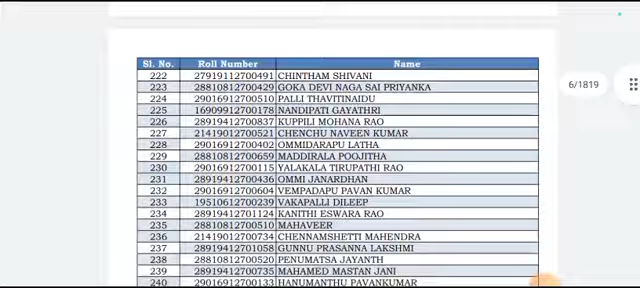 Sl. No. Roll Number Name
222 27919112700491 CHINTHAM SHIVANI
223 28810812700429 GOKA DEVI NAGA SAI PRIYANKA
224 29016912700510 PALLI THAVITINAIDU
225 16909912700178 NANDIPATI GAYATHRI
6/1819
226 28919412700837 KUPPILI MOHANA RAO
227 21419012700521 CHENCHU NAVEEN KUMAR
228 29016912700402 OMMIDARAPU LATHA
229 28810812700659 MADDIRALA POOJITHA
230 29016912700115 YALAKALA TIRUPATHI RAO
231 28919412700436 OMMI JANARDHAN
232 29016912700604 VEMPADAPU PAVAN KUMAR
233 19510612700239 VAKAPALLI DILEEP
234 28919412701124 KANITHI ESWARA RAO
235 28810812700510 MAHAVEER
236 21419012700734 CHENNAMSHETTI MAHENDRA
237 28919412701058 GUNNU PRASANNA LAKSHMI
238 28810812700520 PENUMATSA JAYANTH
239 28919412700735 MAHAMED MASTAN JANI
240 29016912700133 HANUMANTHU PAVANKUMAR